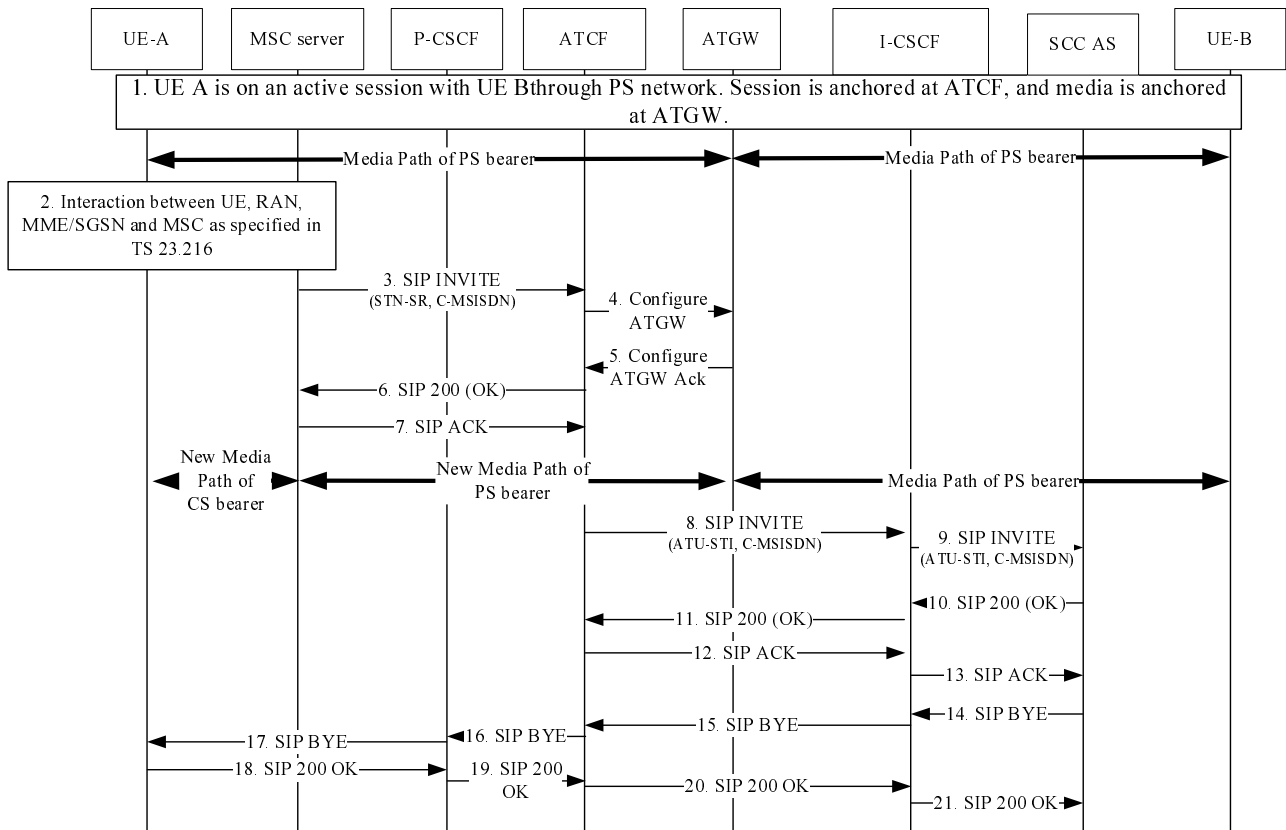 UE-A
MSC server
P-CSCF
ATCF
ATGW
I-CSCF
SCC AS
UE-B
1. UE A is on an active session with UE Bthrough PS network. Session is anchored at ATCF, and media is anchored
at ATGW.
Media Path of PS bearer
Media Path of PS bearer
2. Interaction between UE, RAN,
MME/SGSN and MSC as specified in
TS 23.216
3. SIP INVITE
(STN-SR, C-MSISDN)
4. Configure
ATGW
5. Configure
ATGW Ack
6. SIP 200 (OK)
7. SIP ACK
New Media
Path of
CS bearer
New Media Path of
PS bearer
Media Path of PS bearer
8. SIP INVITE
(ATU-STI, C-MSISDN)
9. SIP INVITE
(ATU-STI, C-MSISDN)
10. SIP 200 (OK)
11. SIP 200 (OK)
12. SIP ACK
13. SIP ACK
14. SIP BYE
15. SIP BYE
16. SIP BYE
17. SIP BYE
18. SIP 200 OK
19. SIP 200
OK
20. SIP 200 OK
21. SIP 200 OK